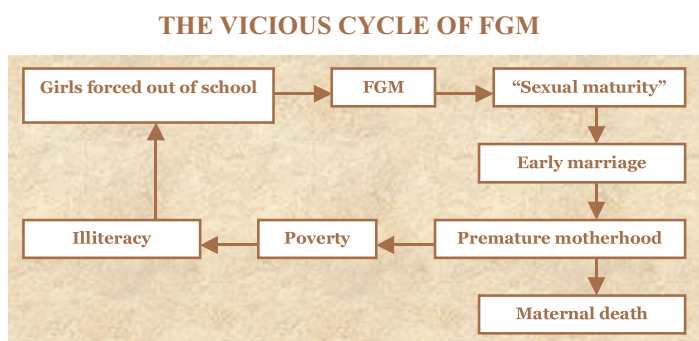 THE VICIOUS CYCLE OF FGM
Girls forced out of school
FGM
“Sexual maturity”
Early marriage
Illiteracy
Poverty
Premature motherhood
Maternal death